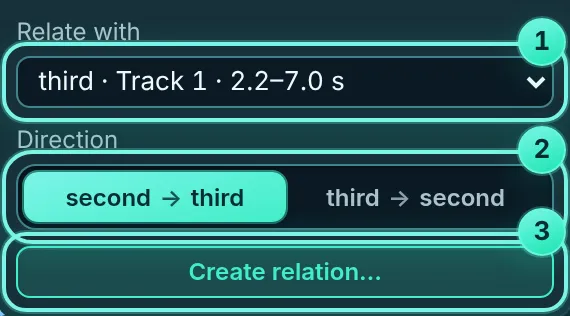 Relate with
1
third · Track 1 · 2.2–7.0 s
Direction
2
second → third third → second
3
Create relation...